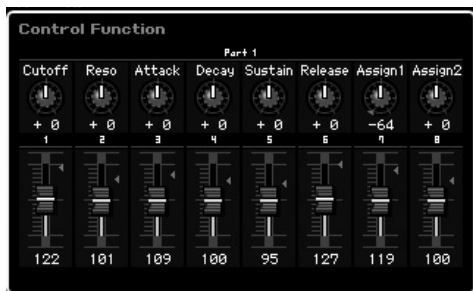 Control Function
Part 1
Cutoff Reso Attack Decay Sustain Release Assign1 Assign2
+ 0 + 0 + 0 + 0 + 0 + 0 -64 + 0
1 2 3 4 5 6 7 8
122 101 109 100 95 127 119 100